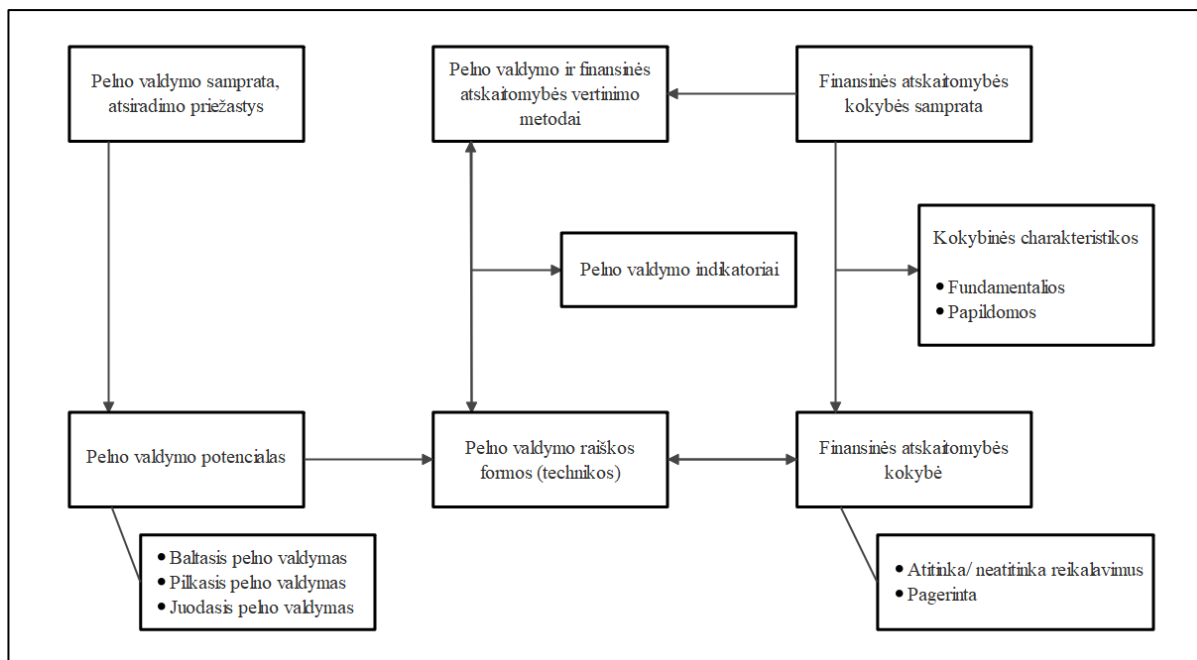 Pelno valdymo samprata,
atsiradimo priežastys
Pelno valdymo ir finansinės
atskaitomybės vertinimo
metodai
Finansinės atskaitomybės
kokybės samprata
Pelno valdymo indikatoriai
Kokybinės charakteristikos
● Fundamentalios
● Papildomos
Pelno valdymo potencialas
Pelno valdymo raiškos
formos (technikos)
Finansinės atskaitomybės
kokybė
● Baltasis pelno valdymas
● Pilkasis pelno valdymas
● Juodasis pelno valdymas
● Atitinka/ neatitinka reikalavimus
● Pagerinta